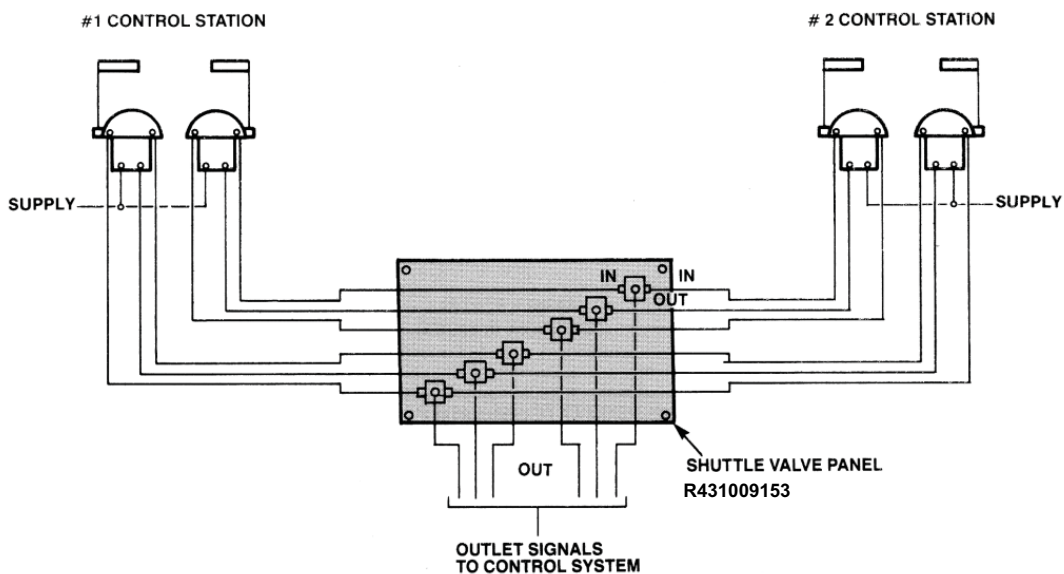 #1 CONTROL STATION
# 2 CONTROL STATION
SUPPLY
SUPPLY
IN
IN
OUT
OUT
SHUTTLE VALVE PANEL
R431009153
OUTLET SIGNALS
TO CONTROL SYSTEM